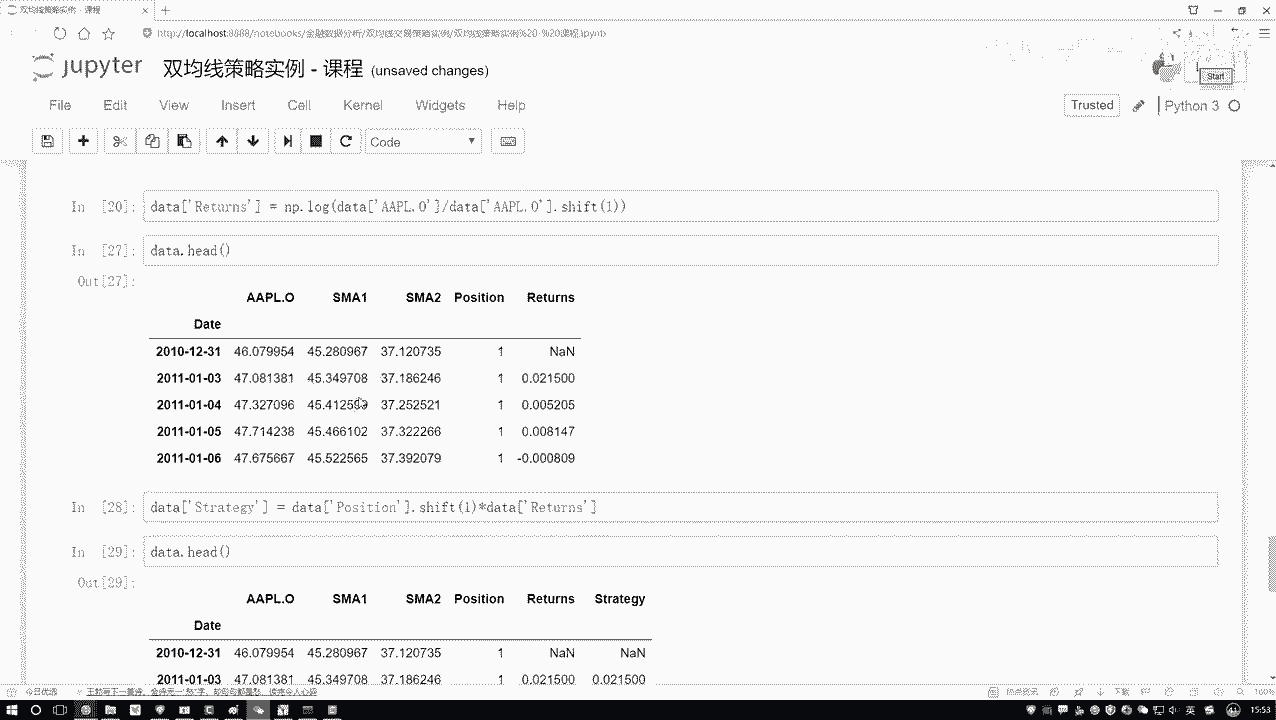 双均线策略实例 - 课程
http://localhost:8888/notebooks/金融数据分析/双均线交易策略实例/双均线策略实例%20-%20课程.ipynb
jupyter 双均线策略实例 - 课程 (unsaved changes)
Start
File Edit View Insert Cell Kernel Widgets Help
Trusted Python 3
Code
In [20]: data['Returns'] = np.log(data['AAPL.O']/data['AAPL.O'].shift(1))
In [27]: data.head()
Out[27]:
AAPL.O SMA1 SMA2 Position Returns
Date
2010-12-31 46.079954 45.280967 37.120735 1 NaN
2011-01-03 47.081381 45.349708 37.186246 1 0.021500
2011-01-04 47.327096 37.252521 1 0.005205
2011-01-05 47.714238 45.466102 37.322266 1 0.008147
2011-01-06 47.675667 45.522565 37.392079 1 -0.000809
In [28]: data['Strategy'] = data['Position'].shift(1)*data['Returns']
In [29]: data.head()
Out[29]:
AAPL.O SMA1 SMA2 Position Returns Strategy
Date
2010-12-31 46.079954 45.280967 37.120735 1 NaN NaN
2011-01-03 47.081381 45.349708 37.186246 1 0.021500 0.021500
今日优选
下载
100%
英
15:53